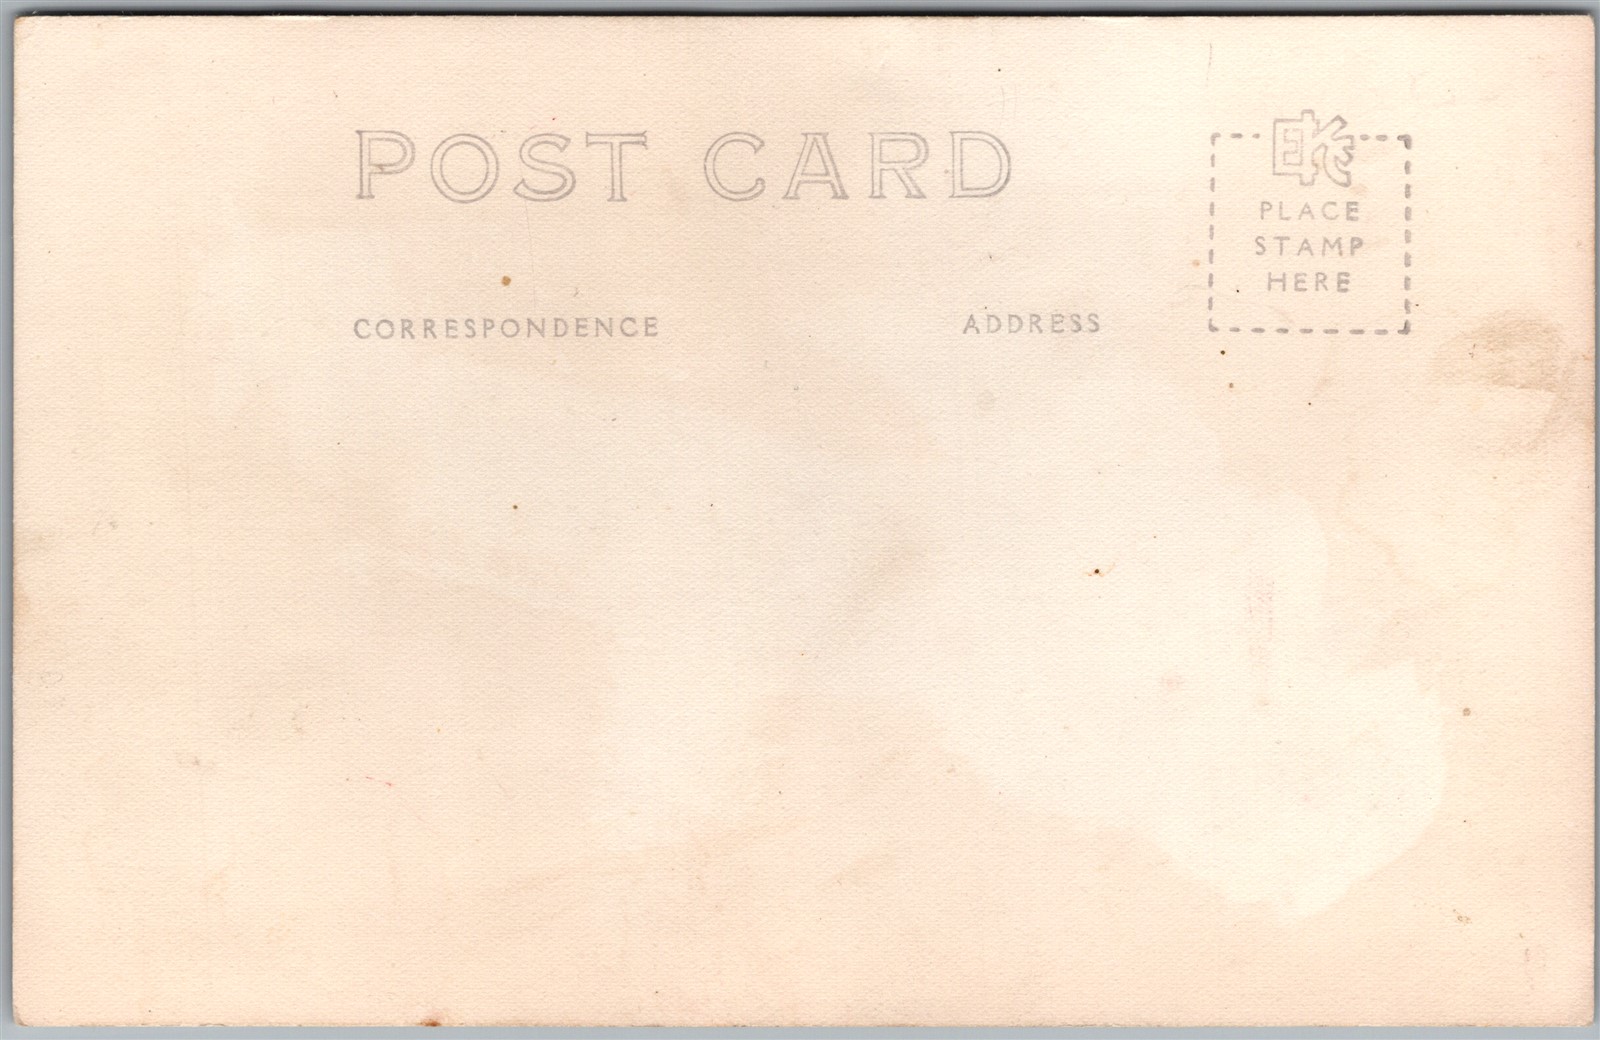 POST CARD
EKC
PLACE
STAMP
HERE
CORRESPONDENCE
ADDRESS